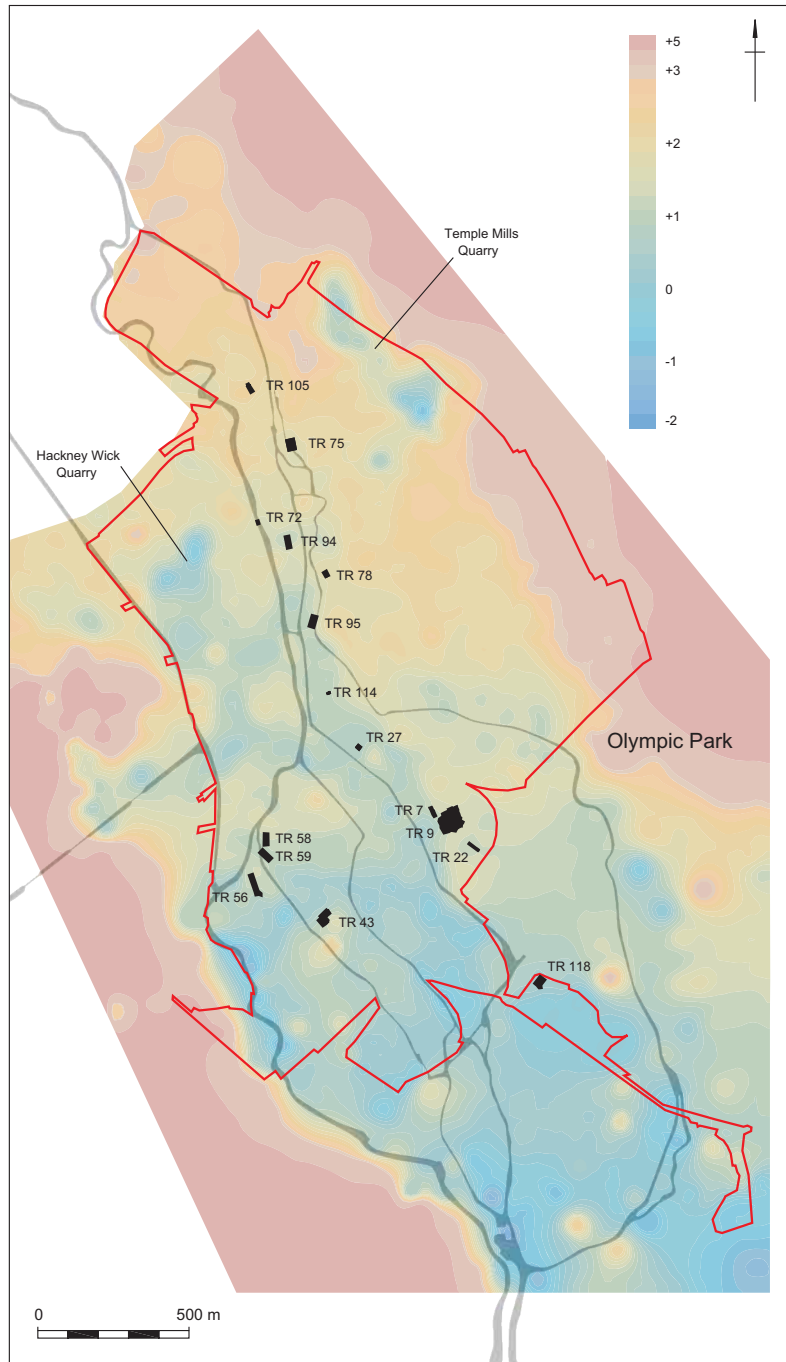 +5
+3
+2
+1
0
-1
-2
Temple Mills
Quarry
TR 105
TR 75
Hackney Wick
Quarry
TR 72
TR 94
TR 78
TR 95
TR 114
TR 27
Olympic Park
TR 7
TR 9
TR 22
TR 58
TR 59
TR 56
TR 43
TR 118
0
500 m